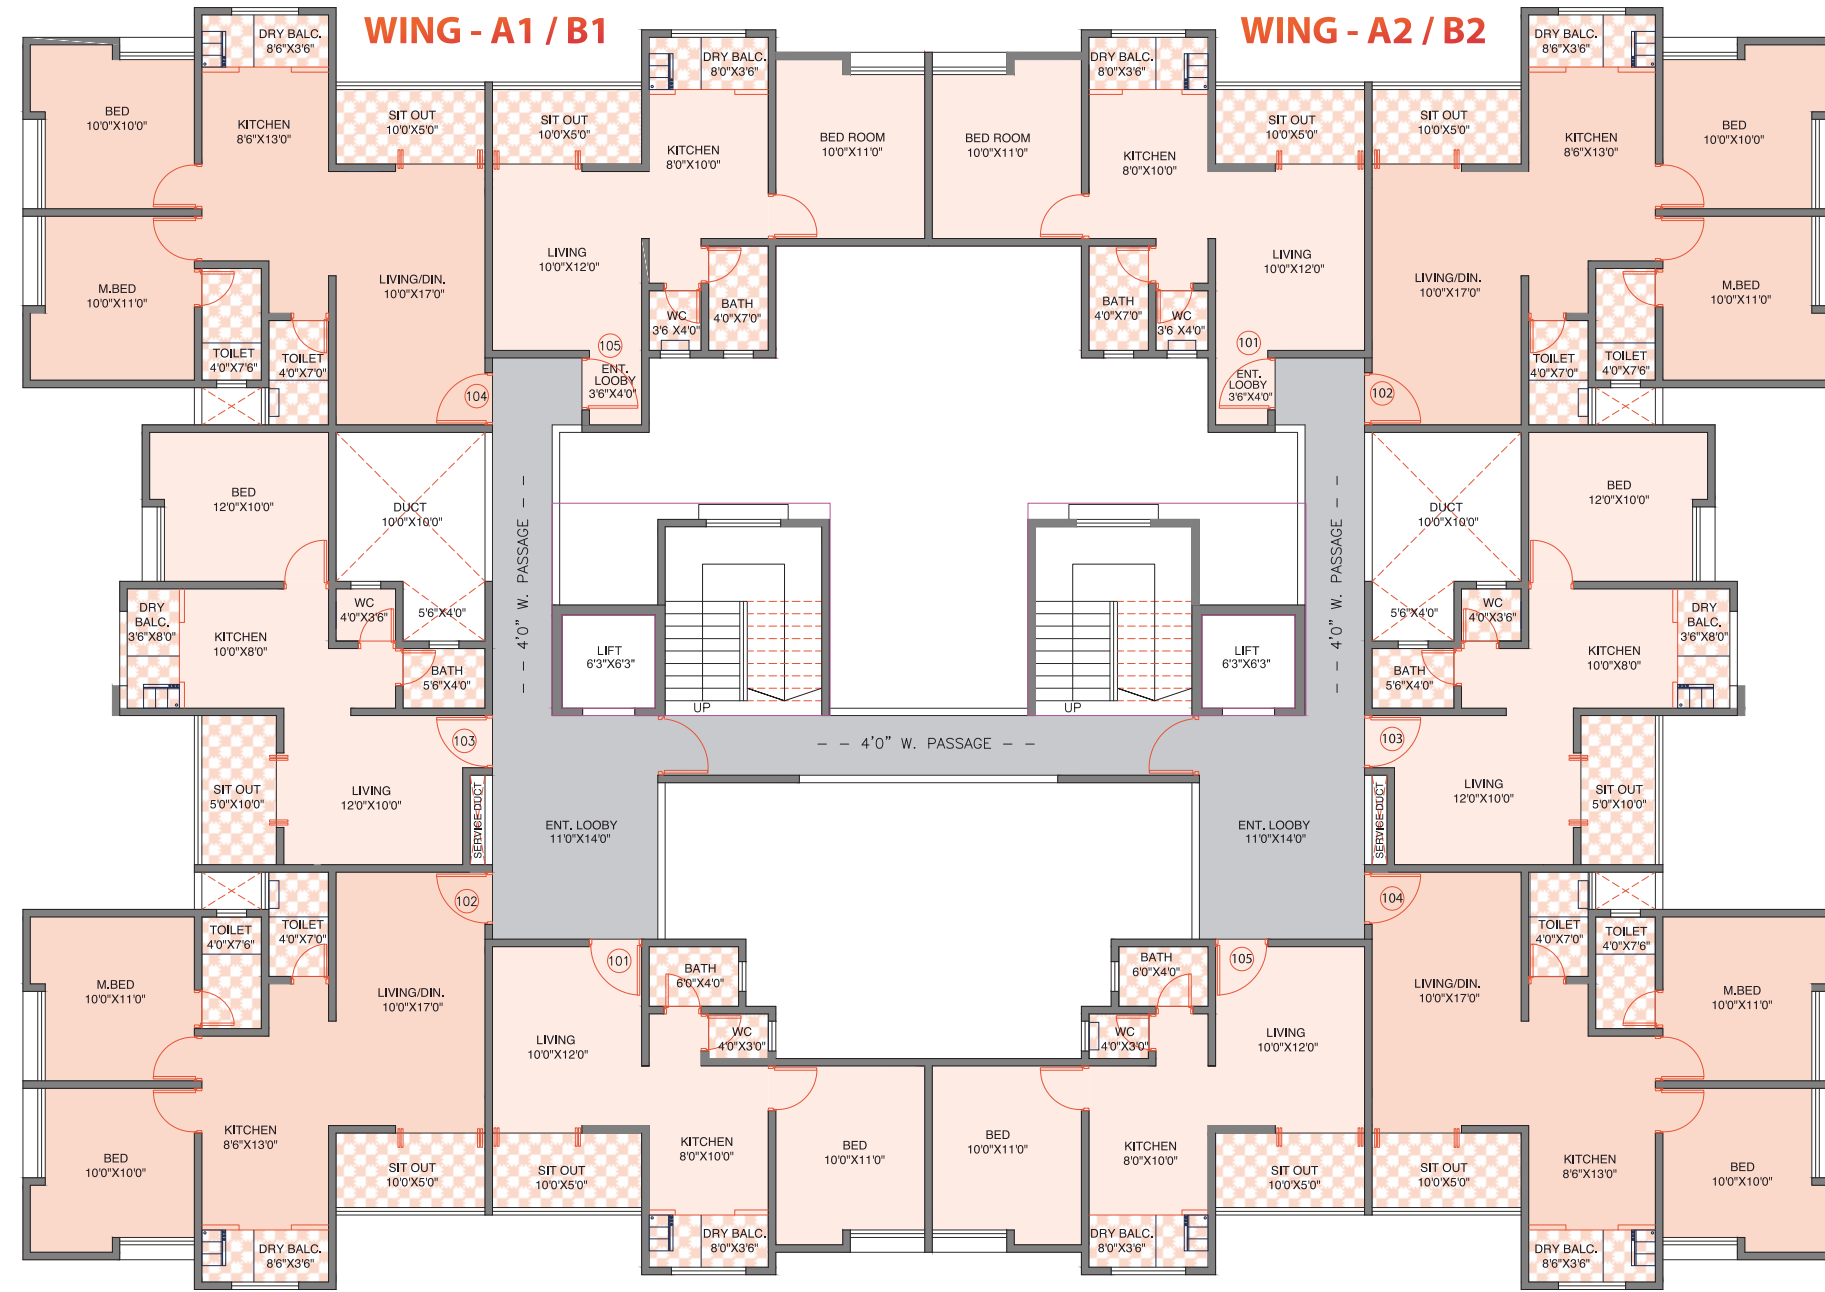 WING - A1 / B1
WING - A2 / B2
DRY BALC.
8'6"X3'6"
DRY BALC.
8'0"X3'6"
DRY BALC.
8'0"X3'6"
DRY BALC.
8'6"X3'6"
BED
10'0"X10'0"
KITCHEN
8'6"X13'0"
SIT OUT
10'0X5'0"
SIT OUT
10'0X5'0"
KITCHEN
8'0"X10'0"
BED ROOM
10'0"X11'0"
BED ROOM
10'0"X11'0"
KITCHEN
8'0"X10'0"
SIT OUT
10'0X5'0"
SIT OUT
10'0"X5'0"
KITCHEN
8'6"X13'0"
BED
10'0"X10'0"
M.BED
10'0"X11'0"
LIVING/DIN.
10'0"X17'0"
LIVING
10'0"X12'0"
LIVING
10'0"X12'0"
LIVING/DIN.
10'0"X17'0"
M.BED
10'0"X11'0"
TOILET
4'0"X7'6"
TOILET
4'0"X7'0"
WC
3'6 X4'0"
BATH
4'0"X7'0"
BATH
4'0"X7'0"
WC
3'6 X4'0"
TOILET
4'0"X7'0"
TOILET
4'0"X7'6"
104
105
ENT.
LOOBY
3'6"X4'0"
101
ENT.
LOOBY
3'6"X4'0"
102
BED
12'0"X10'0"
DUCT
10'0"X10'0"
- - 4'0" W. PASSAGE - -
- - 4'0" W. PASSAGE - -
DUCT
10'0"X10'0"
BED
12'0"X10'0"
DRY
BALC.
3'6"X8'0"
KITCHEN
10'0"X8'0"
WC
4'0"X3'6"
5'6"X4'0"
BATH
5'6"X4'0"
LIFT
6'3"X6'3"
UP
UP
LIFT
6'3"X6'3"
5'6"X4'0"
WC
4'0"X3'6"
BATH
5'6"X4'0"
KITCHEN
10'0"X8'0"
DRY
BALC.
3'6"X8'0"
103
- - 4'0" W. PASSAGE - -
103
SIT OUT
5'0"X10'0"
LIVING
12'0"X10'0"
SERVICE DUCT
ENT. LOOBY
11'0"X14'0"
ENT. LOOBY
11'0"X14'0"
SERVICE DUCT
LIVING
12'0"X10'0"
SIT OUT
5'0"X10'0"
102
104
TOILET
4'0"X7'6"
TOILET
4'0"X7'0"
101
BATH
6'0"X4'0"
BATH
6'0"X4'0"
105
TOILET
4'0"X7'0"
TOILET
4'0"X7'6"
M.BED
10'0"X11'0"
LIVING/DIN.
10'0"X17'0"
LIVING
10'0"X12'0"
WC
4'0"X3'0"
WC
4'0"X3'0"
LIVING
10'0"X12'0"
LIVING/DIN.
10'0"X17'0"
M.BED
10'0"X11'0"
BED
10'0"X10'0"
KITCHEN
8'6"X13'0"
SIT OUT
10'0X5'0"
SIT OUT
10'0X5'0"
KITCHEN
8'0"X10'0"
BED
10'0"X11'0"
BED
10'0"X11'0"
KITCHEN
8'0"X10'0"
SIT OUT
10'0X5'0"
SIT OUT
10'0"X5'0"
KITCHEN
8'6"X13'0"
BED
10'0"X10'0"
DRY BALC.
8'6"X3'6"
DRY BALC.
8'0"X3'6"
DRY BALC.
8'0"X3'6"
DRY BALC.
8'6"X3'6"